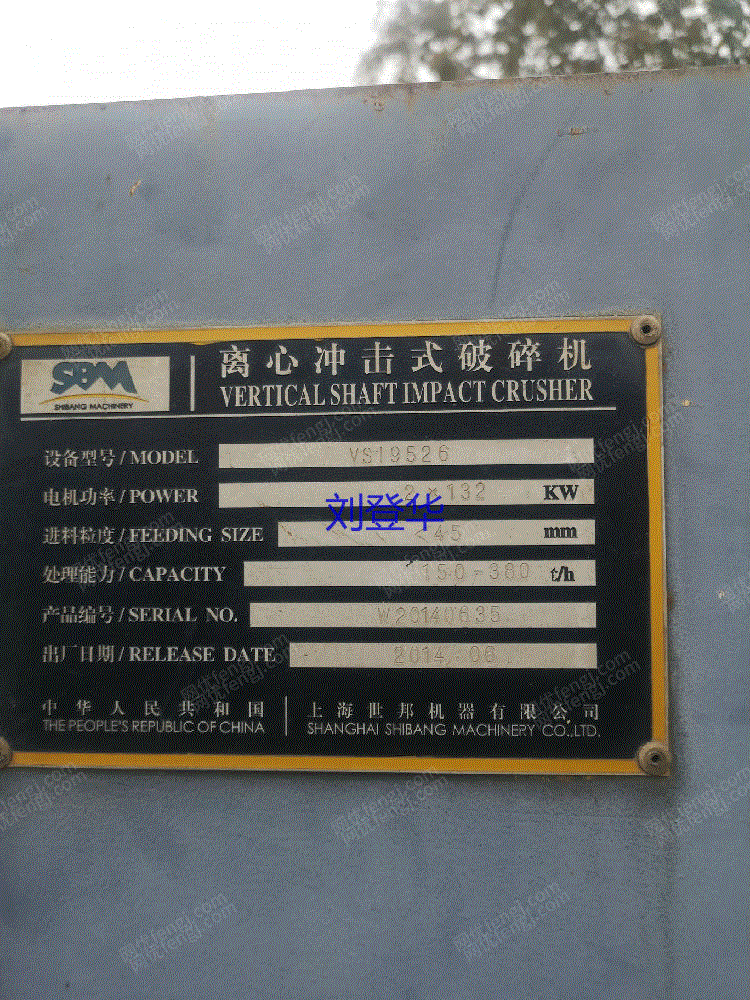 SBM
SHIBANG MACHINERY
离心冲击式破碎机
VERTICAL SHAFT IMPACT CRUSHER
设备型号/MODEL VSI9526
电机功率/POWER 2×132 KW
刘登华
进料粒度/FEEDING SIZE <45 mm
处理能力/CAPACITY 150-380 t/h
产品编号/SERIAL NO. W20140635
出厂日期/RELEASE DATE 2014.06
中华人民共和国
THE PEOPLE'S REPUBLIC OF CHINA
上海世邦机器有限公司
SHANGHAI SHIBANG MACHINERY CO.,LTD.